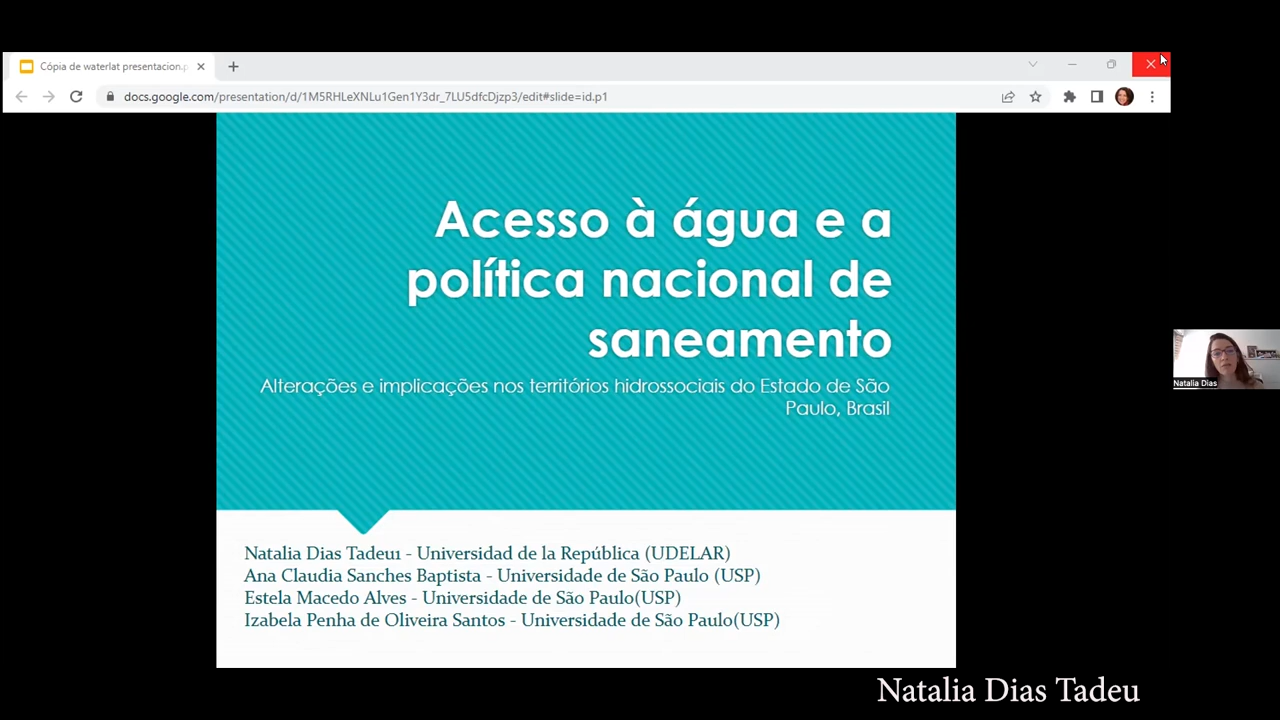 Cópia de waterlat presentacion.p
docs.google.com/presentation/d/1M5RHLeXNLu1Gen1Y3dr_7LU5dfcDjzp3/edit#slide=id.p1
Acesso à água e a
política nacional de
saneamento
Alterações e implicações nos territórios hidrossociais do Estado de São
Paulo, Brasil
Natalia Dias
Natalia Dias Tadeu1 - Universidad de la República (UDELAR)
Ana Claudia Sanches Baptista - Universidade de São Paulo (USP)
Estela Macedo Alves - Universidade de São Paulo(USP)
Izabela Penha de Oliveira Santos - Universidade de São Paulo(USP)
Natalia Dias Tadeu